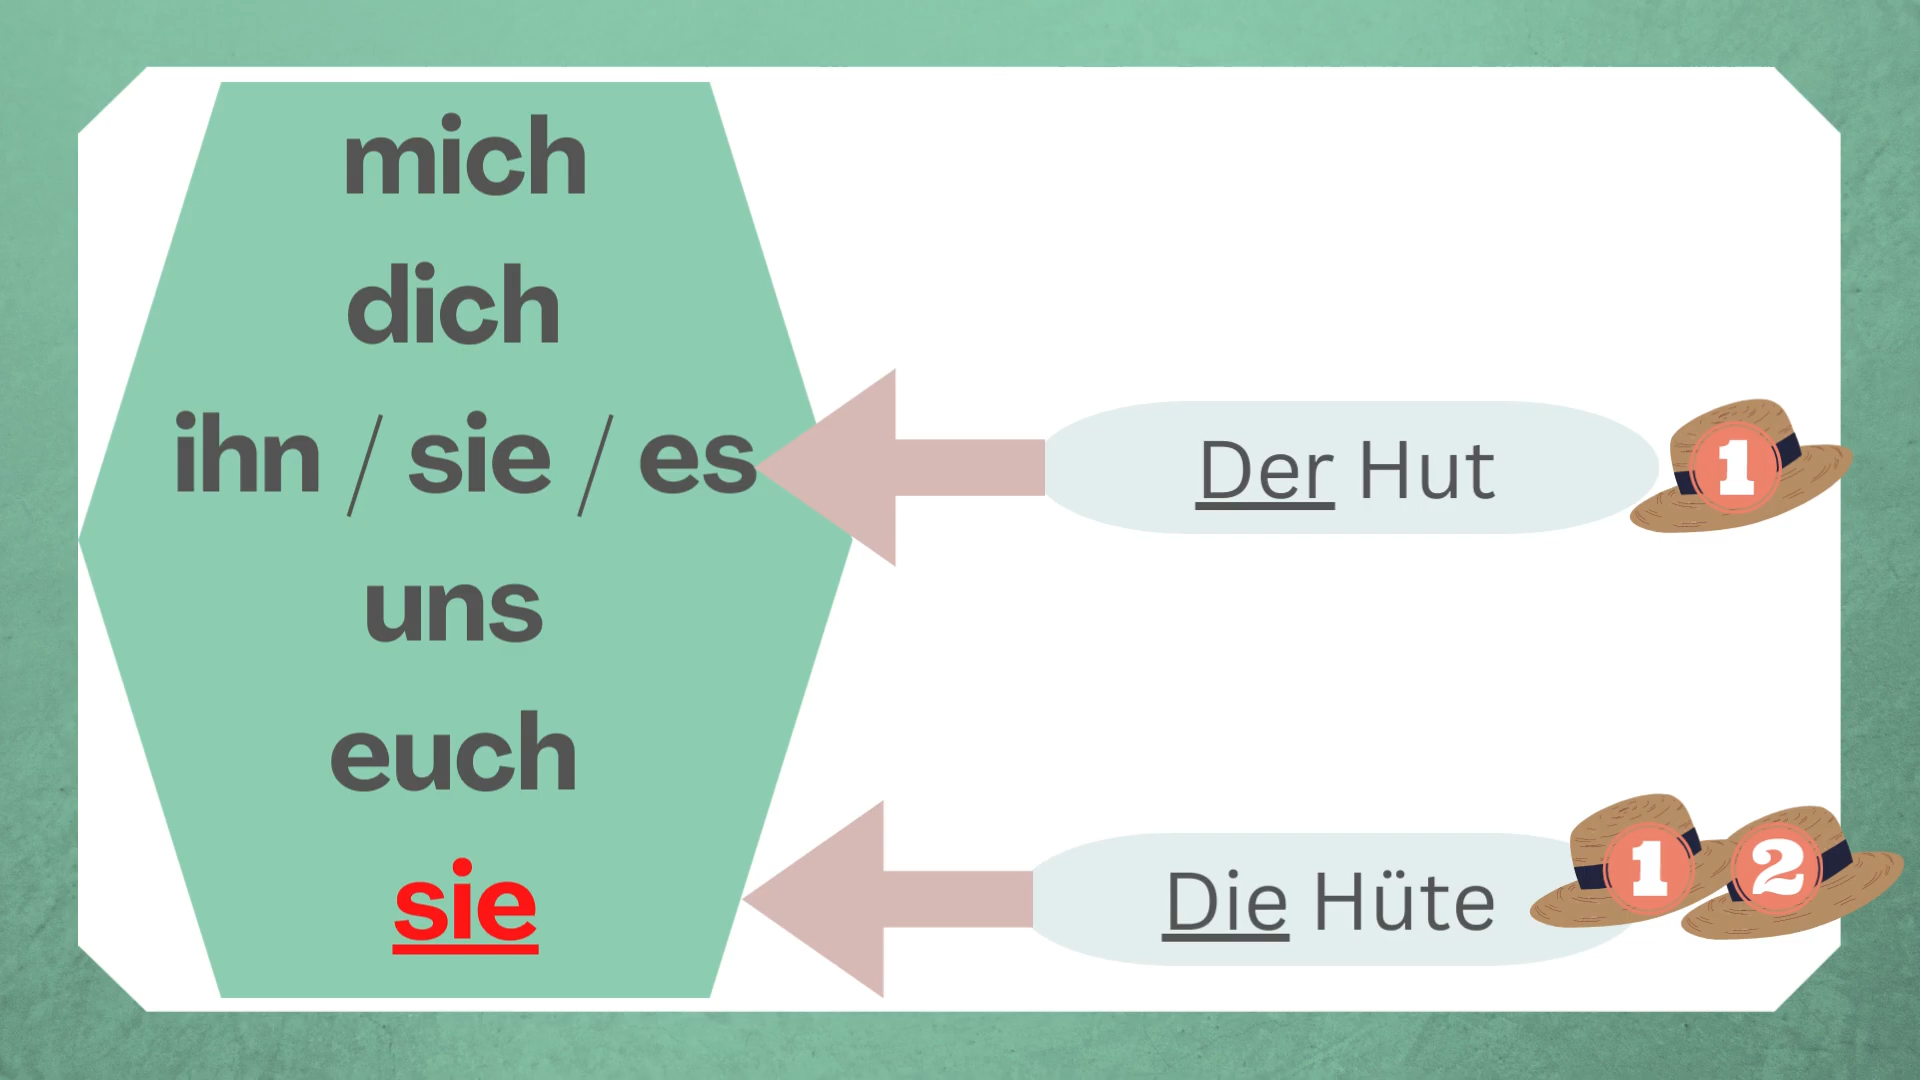 mich
dich
ihn / sie / es
Der Hut
1
uns
euch
sie
Die Hüte
1 2